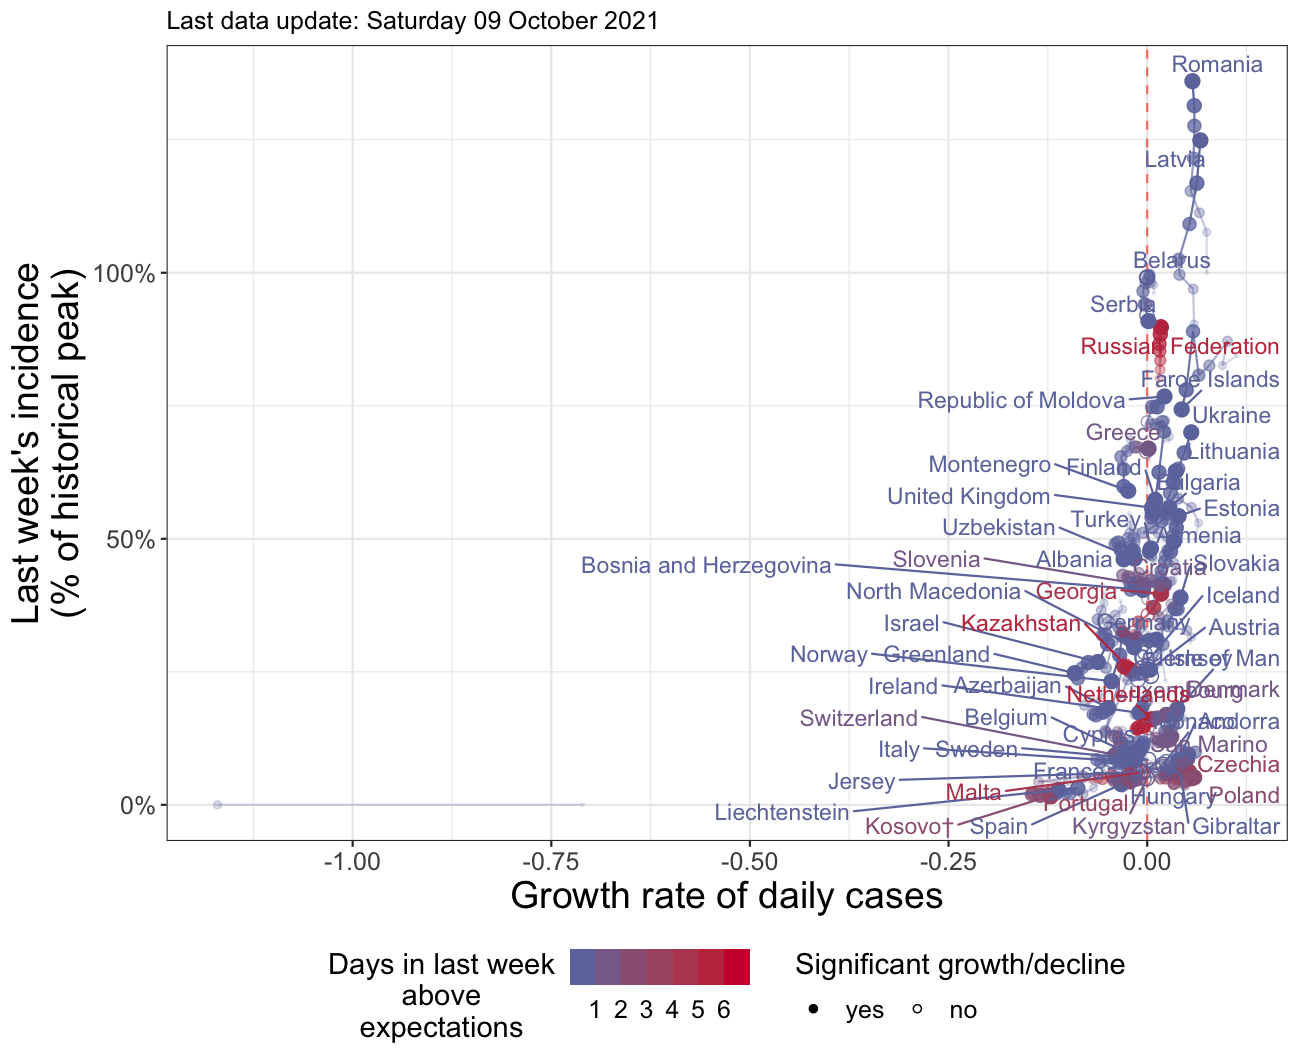 Last data update: Saturday 09 October 2021
Last week's incidence
(% of historical peak)
100%
50%
0%
Romania
Latvia
Belarus
Serbia
Russian Federation
Faroe Islands
Republic of Moldova
Ukraine
Greece
Lithuania
Montenegro
Finland
Bulgaria
United Kingdom
Estonia
Turkey
Uzbekistan
Armenia
Slovenia
Albania
Croatia
Slovakia
Bosnia and Herzegovina
North Macedonia
Georgia
Iceland
Israel
Kazakhstan
Germany
Austria
Norway
Greenland
Guernsey
Isle of Man
Ireland
Azerbaijan
Netherlands
Luxembourg
Denmark
Switzerland
Belgium
Monaco
Andorra
Cyprus
Italy
Sweden
San Marino
France
Czechia
Jersey
Malta
Portugal
Hungary
Poland
Liechtenstein
Kosovo†
Spain
Kyrgyzstan
Gibraltar
-1.00
-0.75
-0.50
-0.25
0.00
Growth rate of daily cases
Days in last week
above
expectations
1 2 3 4 5 6
Significant growth/decline
yes
no